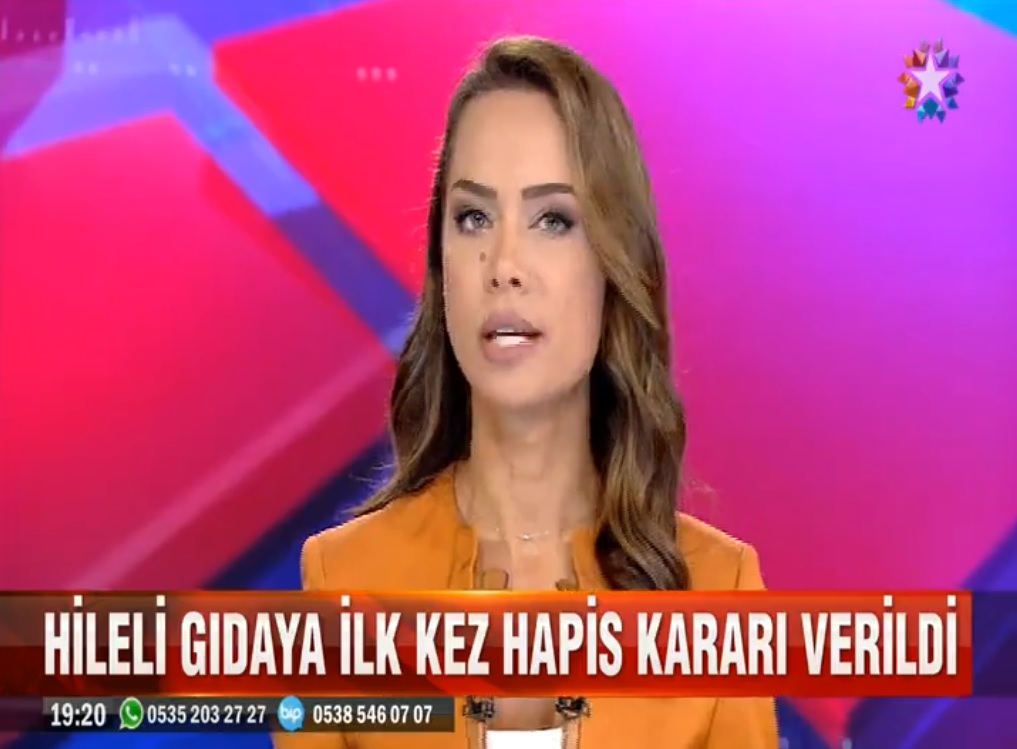 HİLELİ GIDAYA İLK KEZ HAPİS KARARI VERİLDİ
19:20 0535 203 27 27 bip 0538 546 07 07